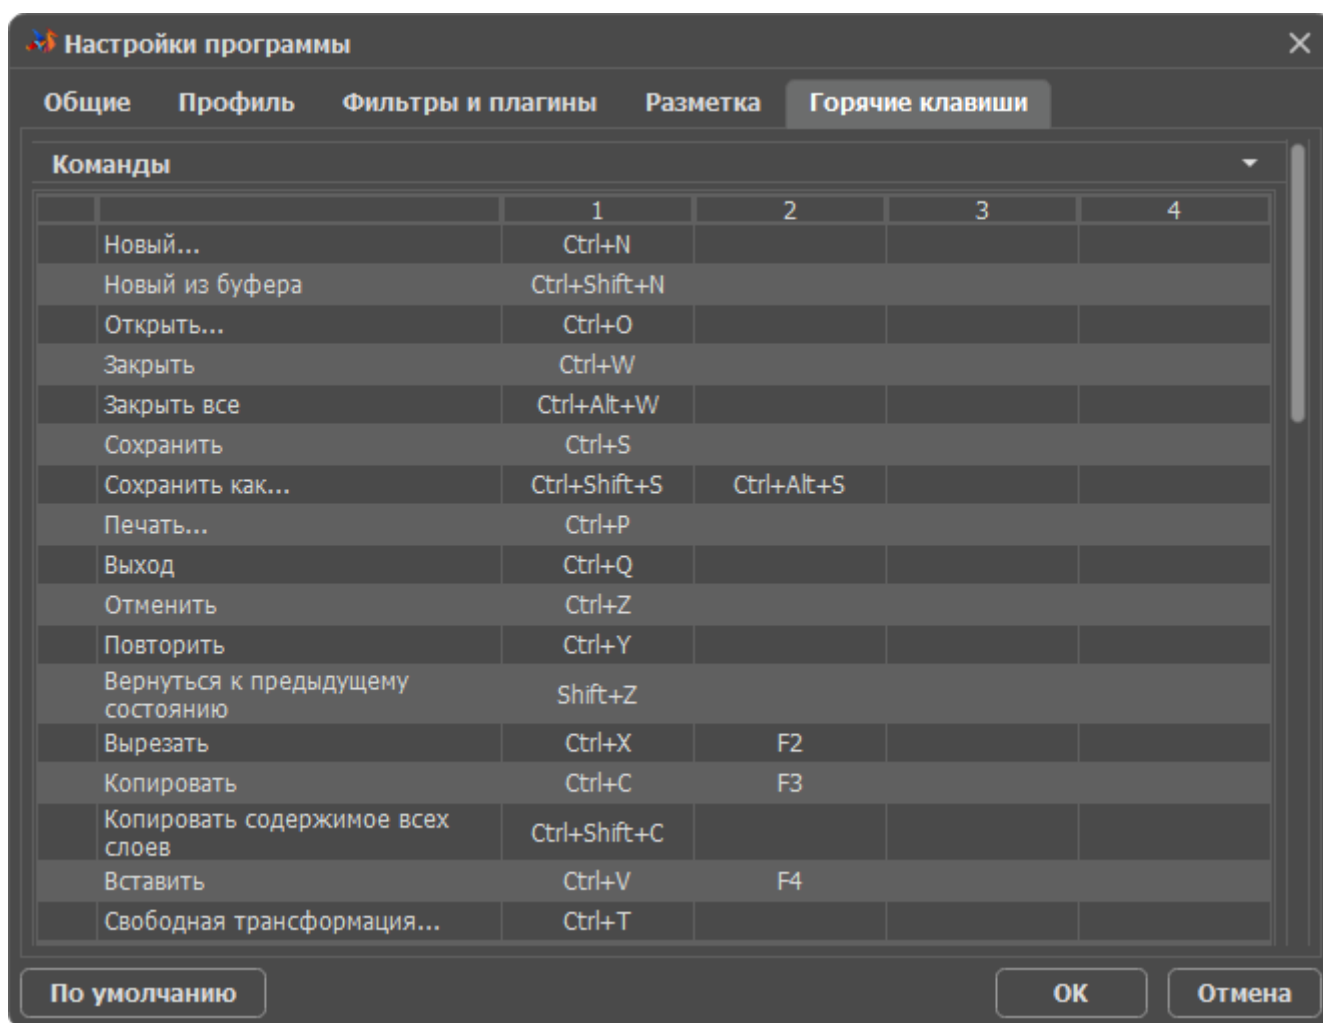 Настройки программы
Общие Профиль Фильтры и плагины Разметка Горячие клавиши
Команды
1 2 3 4
Новый... Ctrl+N
Новый из буфера Ctrl+Shift+N
Открыть... Ctrl+O
Закрыть Ctrl+W
Закрыть все Ctrl+Alt+W
Сохранить Ctrl+S
Сохранить как... Ctrl+Shift+S Ctrl+Alt+S
Печать... Ctrl+P
Выход Ctrl+Q
Отменить Ctrl+Z
Повторить Ctrl+Y
Вернуться к предыдущему
состоянию Shift+Z
Вырезать Ctrl+X F2
Копировать Ctrl+C F3
Копировать содержимое всех
слоев Ctrl+Shift+C
Вставить Ctrl+V F4
Свободная трансформация... Ctrl+T
По умолчанию OK Отмена